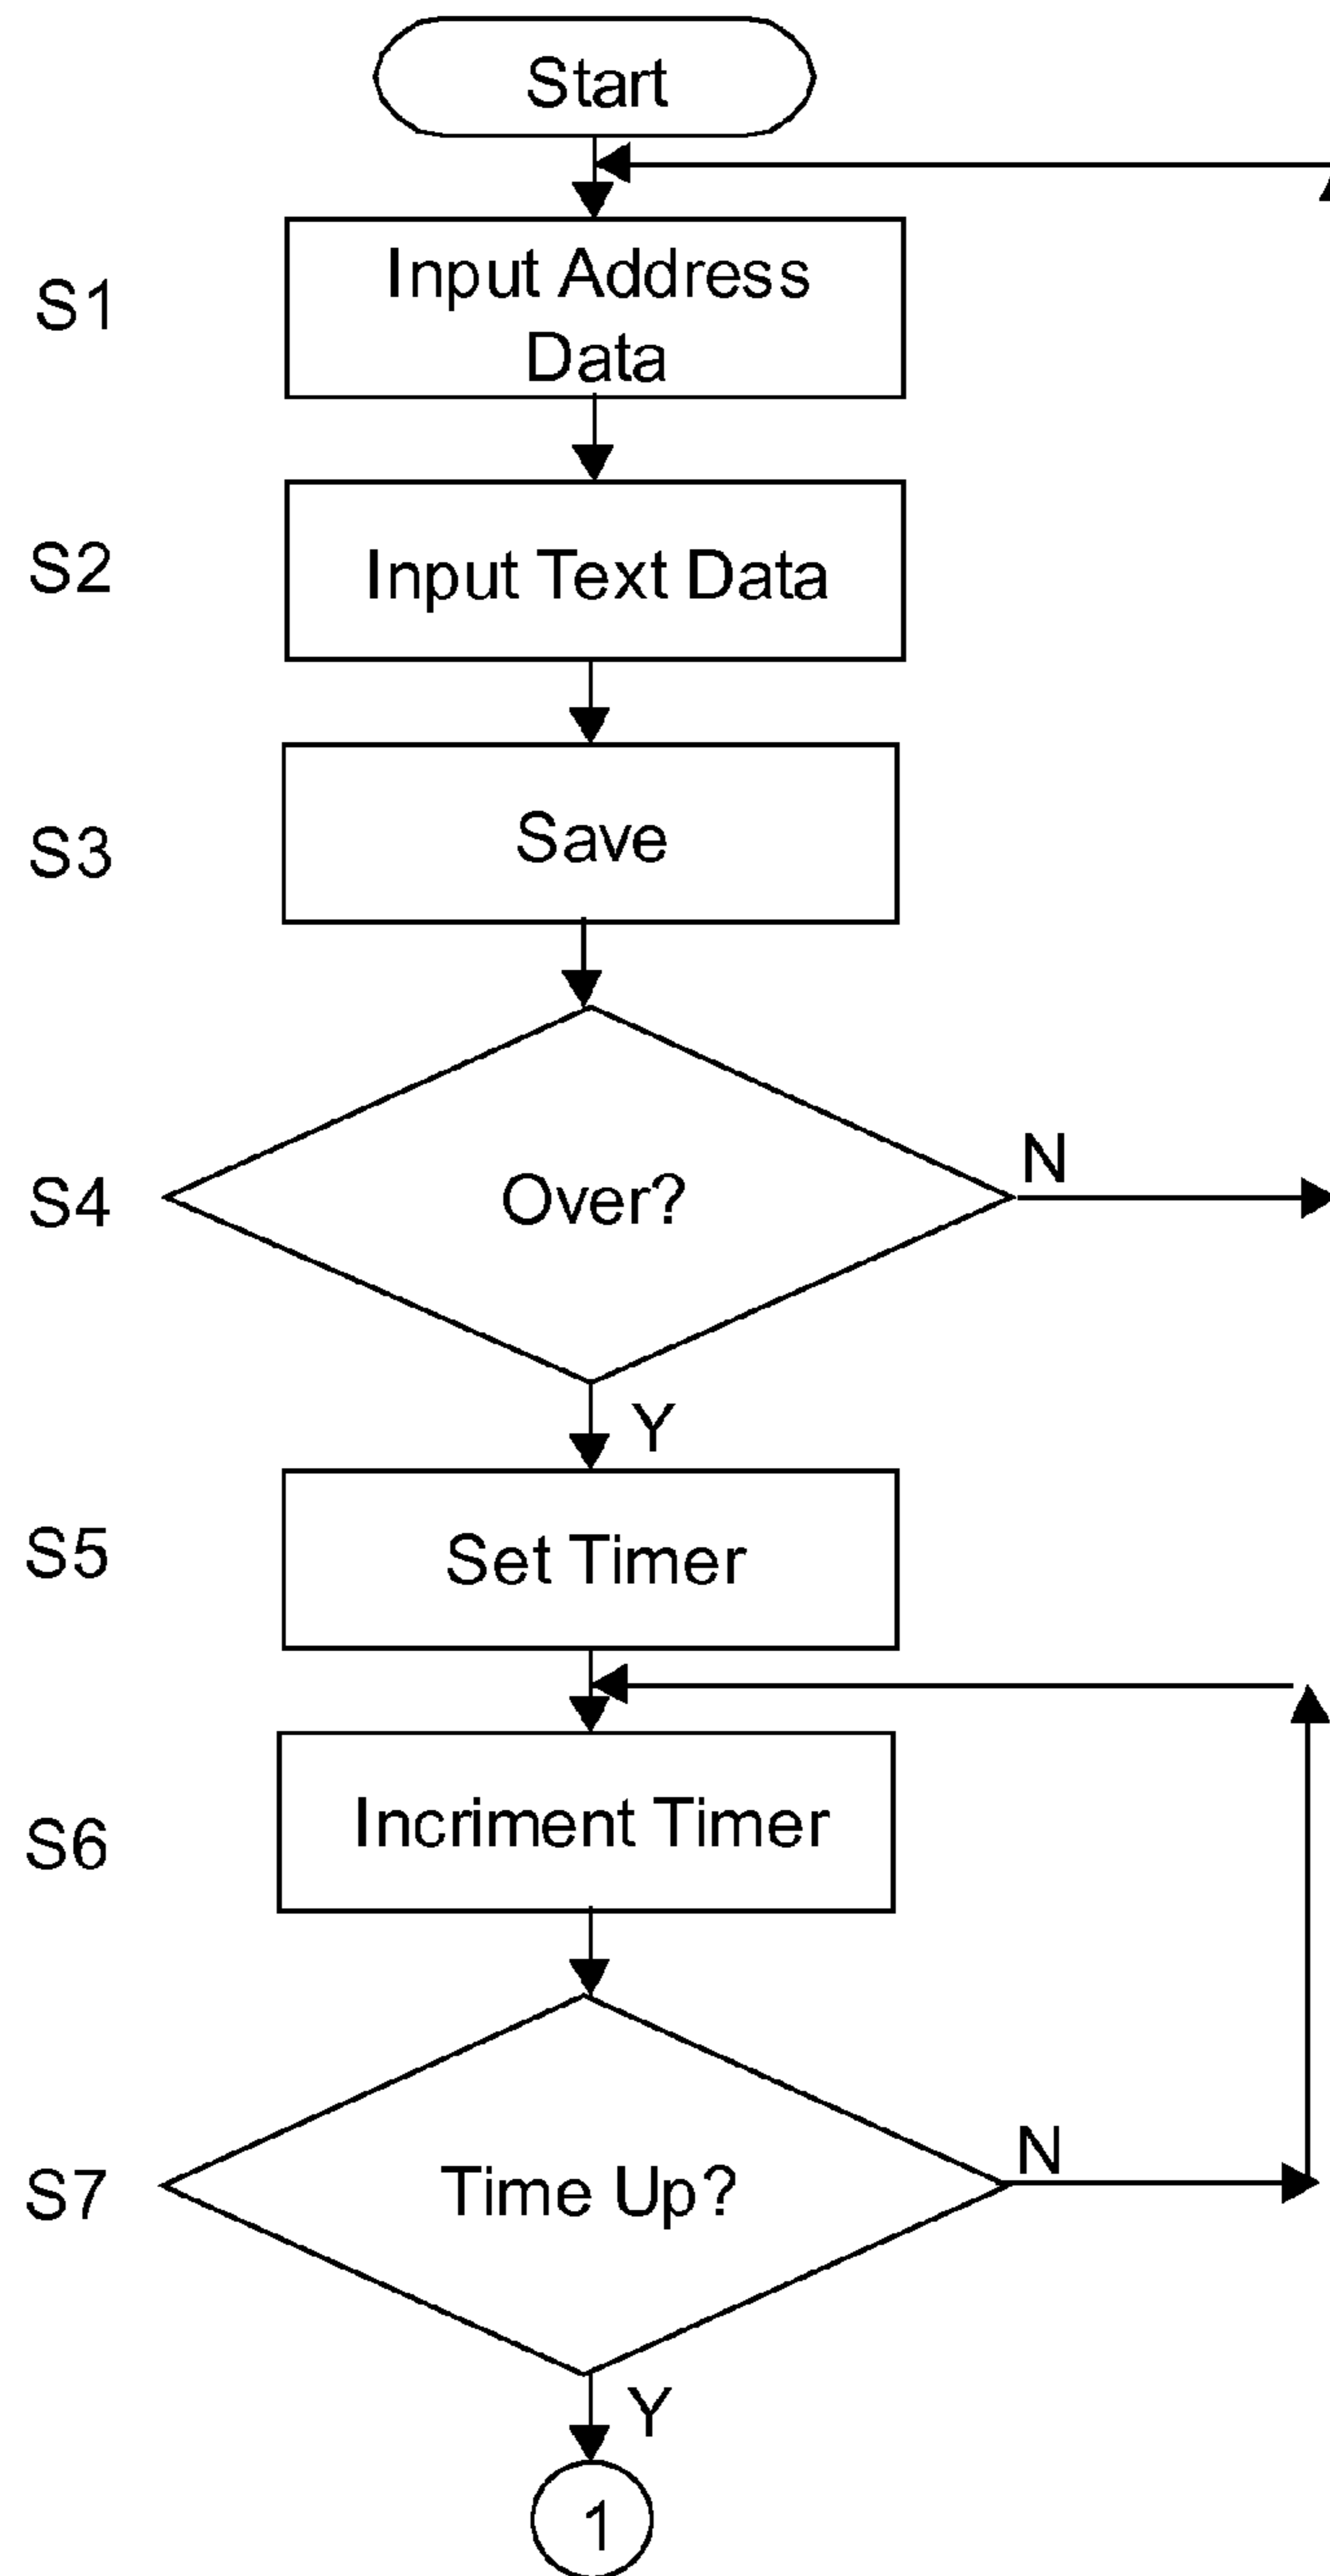 Start
S1
Input Address
Data
S2
Input Text Data
S3
Save
S4
Over?
N
Y
S5
Set Timer
S6
Incriment Timer
S7
Time Up?
N
Y
1